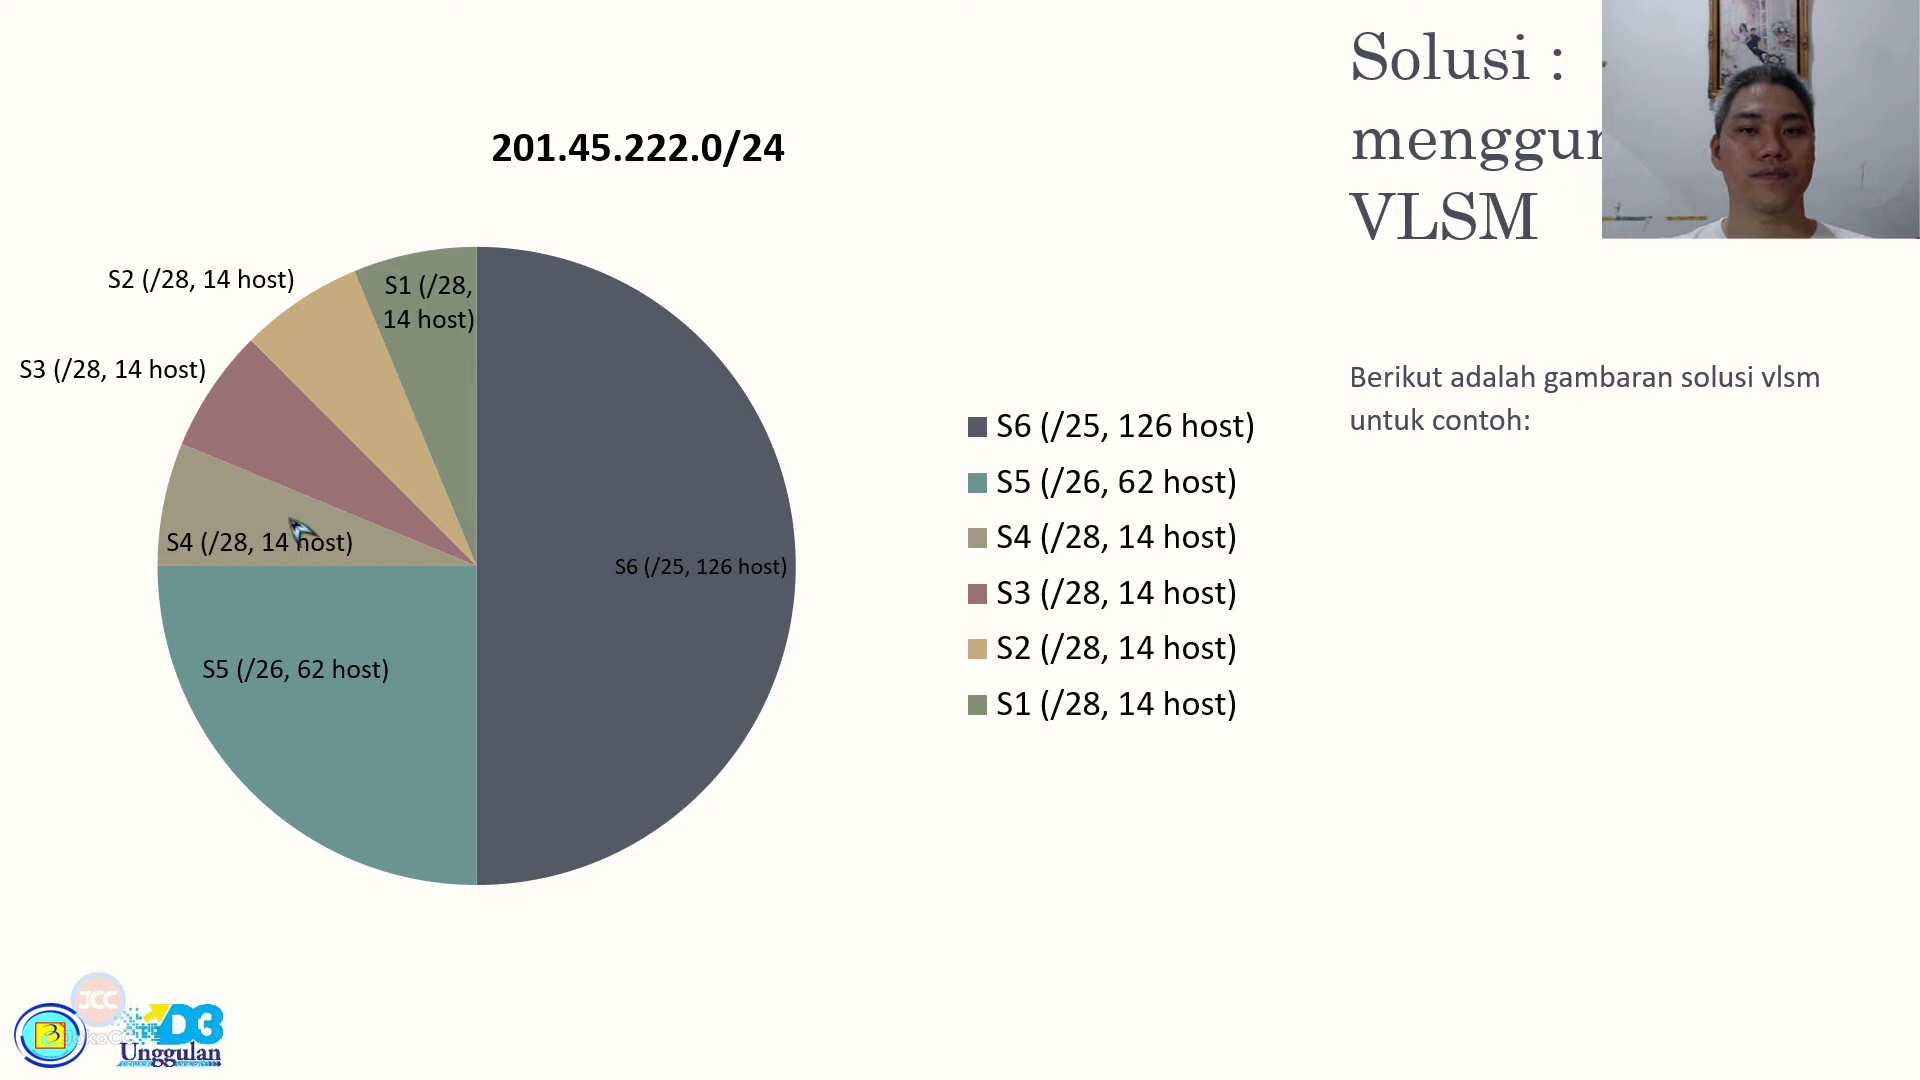 Solusi :
VLSM
201.45.222.0/24
S2 (/28, 14 host)
S1 (/28,
14 host)
S3 (/28, 14 host)
S4 (/28, 14 host)
S6 (/25, 126 host)
S5 (/26, 62 host)
S6 (/25, 126 host)
S5 (/26, 62 host)
S4 (/28, 14 host)
S3 (/28, 14 host)
S2 (/28, 14 host)
S1 (/28, 14 host)
Berikut adalah gambaran solusi vlsm
untuk contoh:
JCC
3
D3
Unggulan